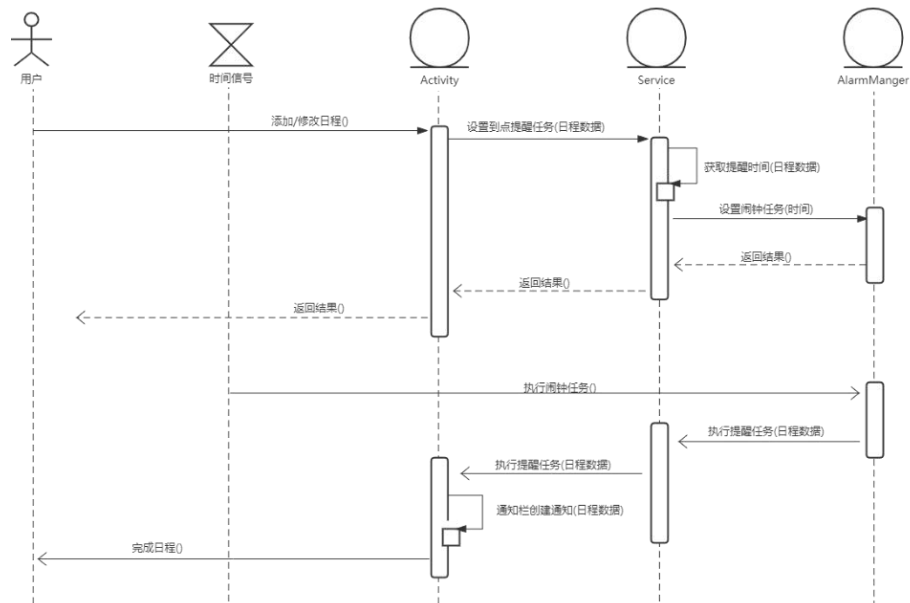 用户
时间信号
Activity
Service
AlarmManger
添加/修改日程()
设置到点提醒任务(日程数据)
获取提醒时间(日程数据)
设置闹钟任务(时间)
返回结果()
返回结果()
返回结果()
执行闹钟任务()
执行提醒任务(日程数据)
执行提醒任务(日程数据)
通知栏创建通知(日程数据)
完成日程()